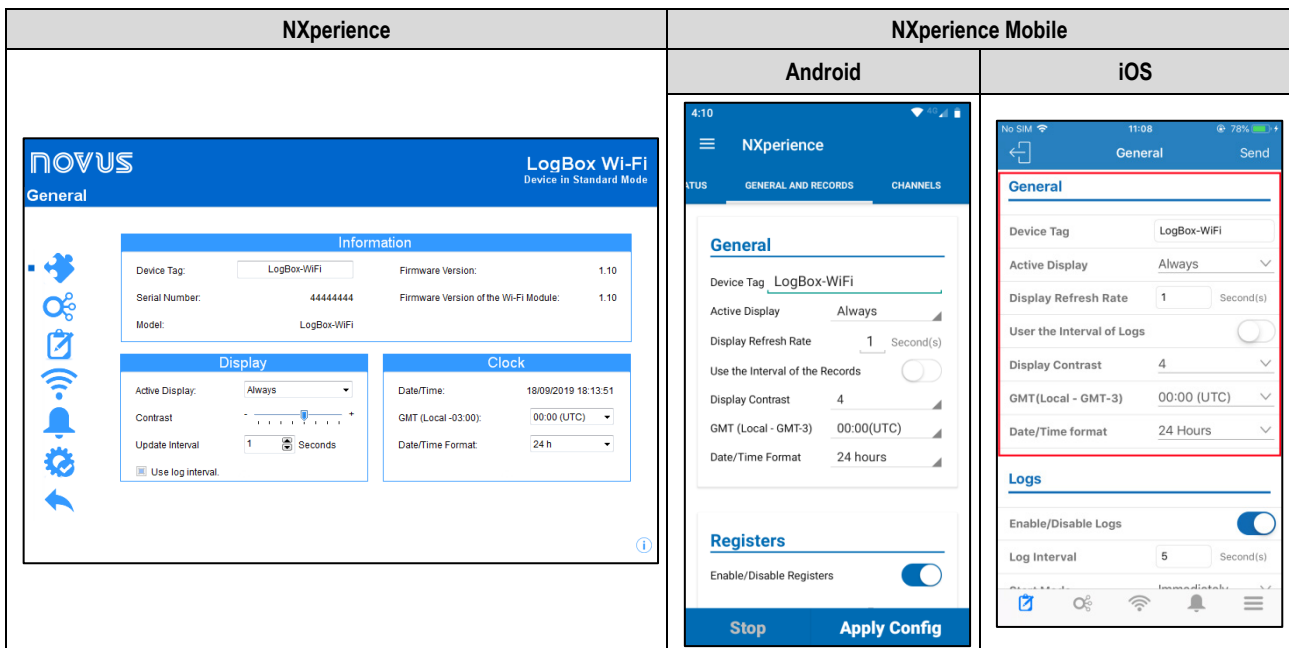 NXperience
NXperience Mobile
Android
iOS
NOVUS
LogBox Wi-Fi
Device in Standard Mode
General
Information
Device Tag: LogBox-WiFi Firmware Version: 1.10
Serial Number: 44444444 Firmware Version of the Wi-Fi Module: 1.10
Model: LogBox-WiFi
Display
Active Display: Always
Contrast - +
Update Interval 1 Seconds
Use log interval.
Clock
Date/Time: 18/09/2019 18:13:51
GMT (Local -03:00): 00:00 (UTC)
Date/Time Format: 24 h
4:10 4G
NXperience
ATUS GENERAL AND RECORDS CHANNELS
General
Device Tag LogBox-WiFi
Active Display Always
Display Refresh Rate 1 Second(s)
Use the Interval of the Records
Display Contrast 4
GMT (Local - GMT-3) 00:00(UTC)
Date/Time Format 24 hours
Registers
Enable/Disable Registers
Stop Apply Config
No SIM 11:08 78%
General Send
General
Device Tag LogBox-WiFi
Active Display Always
Display Refresh Rate 1 Second(s)
User the Interval of Logs
Display Contrast 4
GMT(Local - GMT-3) 00:00 (UTC)
Date/Time format 24 Hours
Logs
Enable/Disable Logs
Log Interval 5 Second(s)